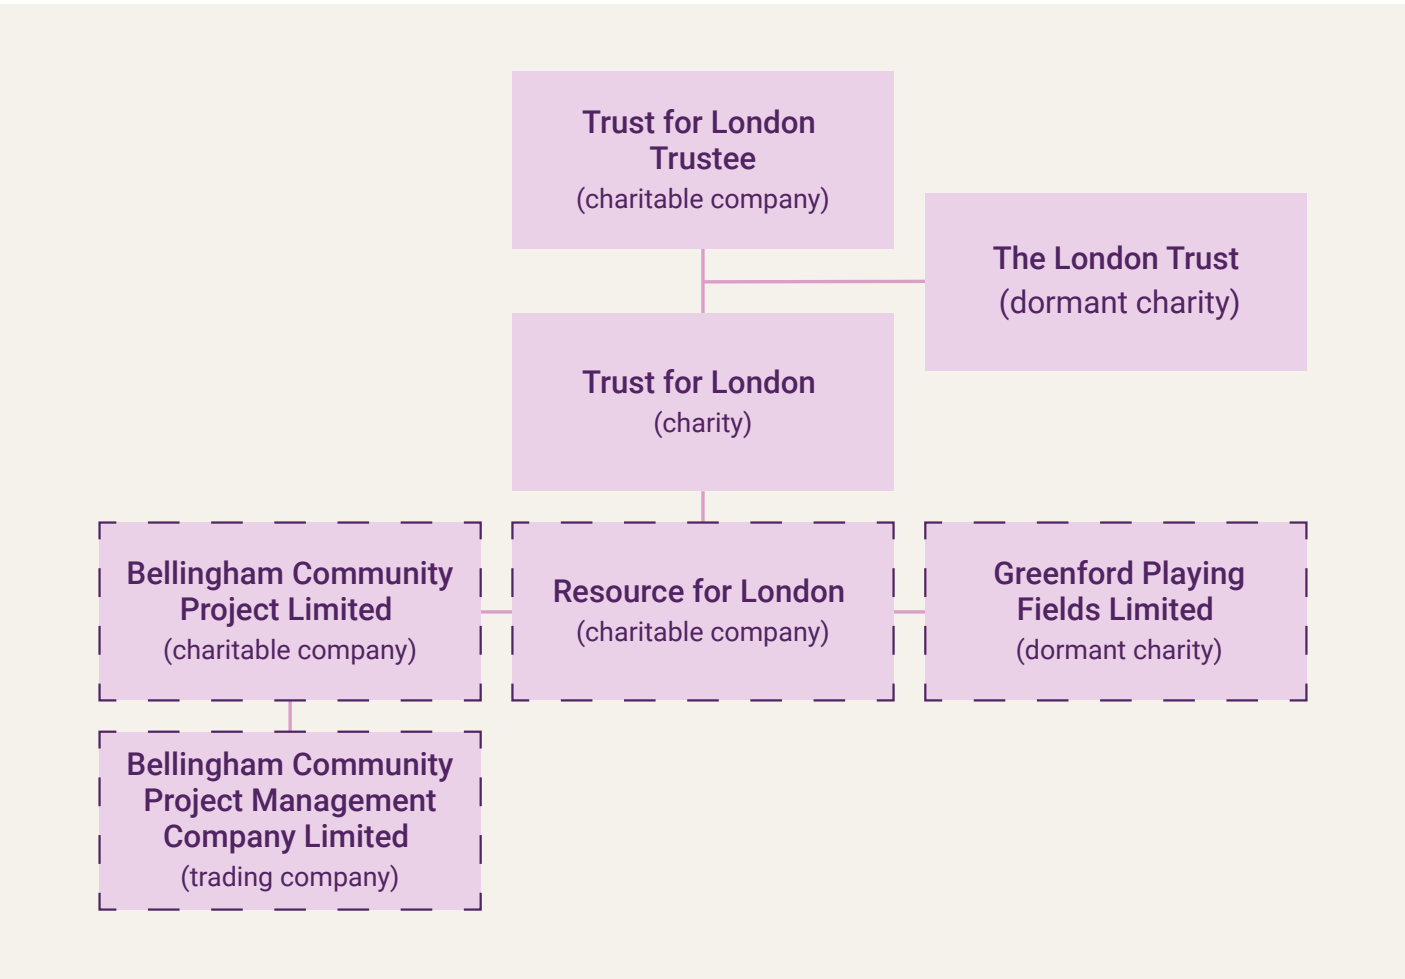 Trust for London
Trustee
(charitable company)
The London Trust
(dormant charity)
Trust for London
(charity)
Bellingham Community
Project Limited
(charitable company)
Resource for London
(charitable company)
Greenford Playing
Fields Limited
(dormant charity)
Bellingham Community
Project Management
Company Limited
(trading company)